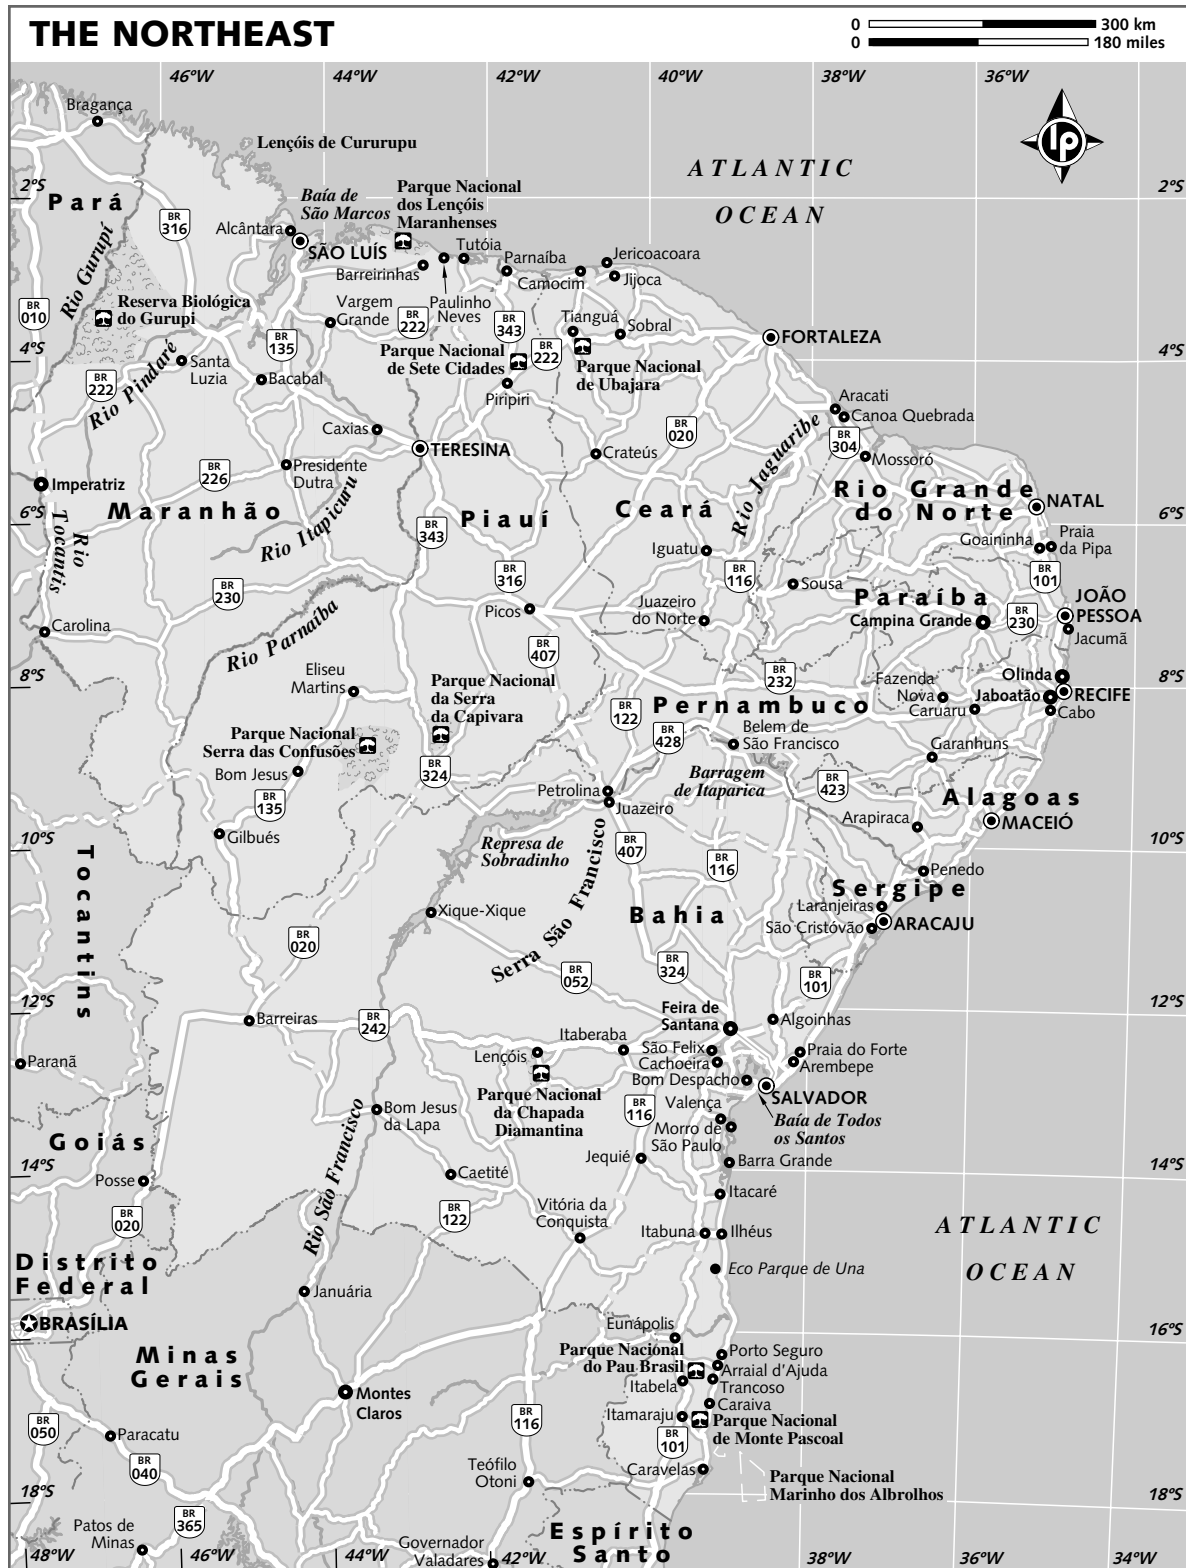 THE NORTHEAST
0 300 km
0 180 miles
46°W 44°W 42°W 40°W 38°W 36°W
Bragança
Lençóis de Cururupu
ATLANTIC
OCEAN
lp
2°S
2°S
Pará
BR
316
Baía de
São Marcos
Parque Nacional
dos Lençóis
Maranhenses
Alcântara
SÃO LUÍS
Rio Gurupí
Barreirinhas
Tutóia
Paulinho
Neves
Parnaíba
Camocim
Jericoacoara
Jijoca
BR
010
Reserva Biológica
do Gurupi
Vargem
Grande
BR
222
BR
343
Tianguá
Sobral
FORTALEZA
BR
135
BR
222
4°S
4°S
Parque Nacional
de Sete Cidades
Parque Nacional
de Ubajara
Santa
Luzia
BR
222
Rio Pindaré
Bacabal
Piripiri
Aracati
Canoa Quebrada
BR
020
Caxias
TERESINA
Crateús
BR
304
Mossoró
Rio Jaguaribe
BR
226
Presidente
Dutra
Imperatriz
Maranhão
Rio Itapicuru
Piauí
Ceará
Rio Grande
do Norte
NATAL
6°S
6°S
Rio
Tocantis
BR
343
Iguatu
Goaininha
Praia
da Pipa
BR
230
BR
316
BR
116
Sousa
BR
101
Juazeiro
do Norte
Picos
Paraíba
Campina Grande
BR
230
JOÃO
PESSOA
Jacumã
Carolina
Rio Parnaíba
BR
407
8°S
8°S
Eliseu
Martins
Parque Nacional
da Serra
da Capivara
BR
232
Fazenda
Nova
Caruaru
Olinda
Jaboatão
RECIFE
Cabo
BR
122
Pernambuco
BR
428
Belem de
São Francisco
Garanhuns
Parque Nacional
Serra das Confusões
Bom Jesus
BR
324
Barragem
de Itaparica
BR
423
Petrolina
Juazeiro
BR
135
Alagoas
MACEIÓ
Arapiraca
Gilbués
10°S
10°S
Represa de
Sobradinho
BR
407
BR
116
Penedo
Tocantins
Sergipe
Laranjeiras
São Cristóvão
ARACAJU
Xique-Xique
Serra São Francisco
Bahia
BR
020
BR
052
BR
324
BR
101
12°S
12°S
Barreiras
BR
242
Feira de
Santana
Algoinhas
Paranã
Itaberaba
Lençóis
São Felix
Cachoeira
Bom Despacho
Praia do Forte
Arembepe
SALVADOR
Parque Nacional
da Chapada
Diamantina
Baía de Todos
os Santos
BR
116
Valença
Morro de
São Paulo
Bom Jesus
da Lapa
Goiás
Jequié
Barra Grande
14°S
14°S
Posse
Caetité
Itacaré
BR
020
Rio São Francisco
BR
122
Vitória da
Conquista
Itabuna
Ilhéus
ATLANTIC
OCEAN
Distrito
Federal
Eco Parque de Una
Januária
BRASÍLIA
Eunápolis
16°S
Minas
Gerais
Parque Nacional
do Pau Brasil
Porto Seguro
Arraial d'Ajuda
Trancoso
Itabela
Caraiva
Montes
Claros
Itamaraju
Parque Nacional
de Monte Pascoal
BR
050
Paracatu
BR
116
BR
101
BR
040
Teófilo
Otoni
Caravelas
Parque Nacional
Marinho dos Albrolhos
18°S
18°S
BR
365
Patos de
Minas
Governador
Valadares
Espírito
Santo
48°W 46°W 44°W 42°W 38°W 36°W